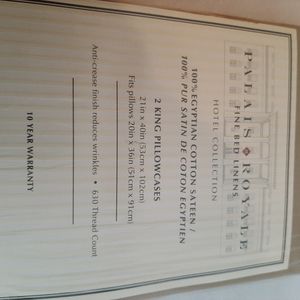 PALAIS ROYALE
FINE BED LINENS
HOTEL COLLECTION
100% EGYPTIAN COTTON SATEEN /
100% PUR SATIN DE COTON EGYPTIEN
2 KING PILLOWCASES
21in x 40in (53cm x 102cm)
Fits pillows 20in x 36in (51cm x 91cm)
Anti-crease finish reduces wrinkles • 630 Thread Count
10 YEAR WARRANTY